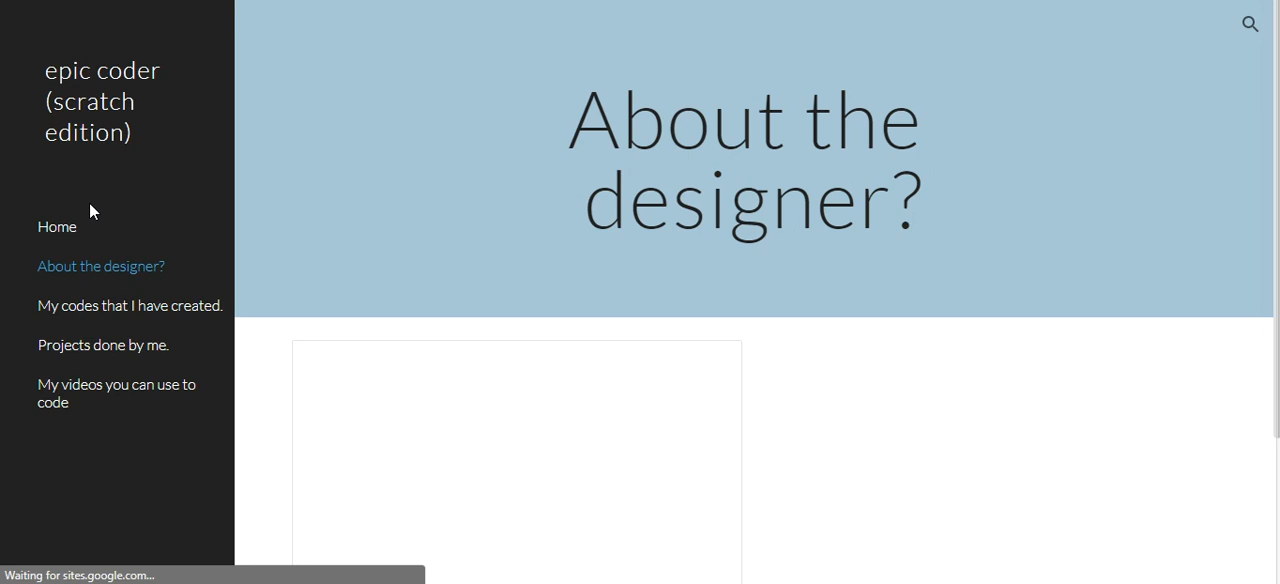 epic coder
(scratch
edition)
Home
About the designer?
My codes that I have created.
Projects done by me.
My videos you can use to
code
About the
designer?
Waiting for sites.google.com...